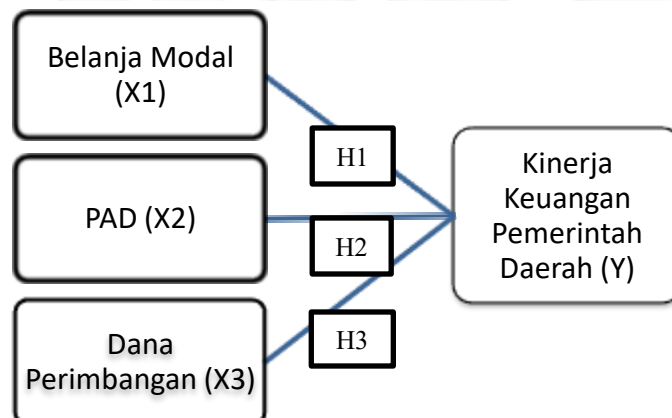 Belanja Modal
(X1)
H1
PAD (X2)
H2
Dana
Perimbangan (X3)
H3
Kinerja
Keuangan
Pemerintah
Daerah (Y)